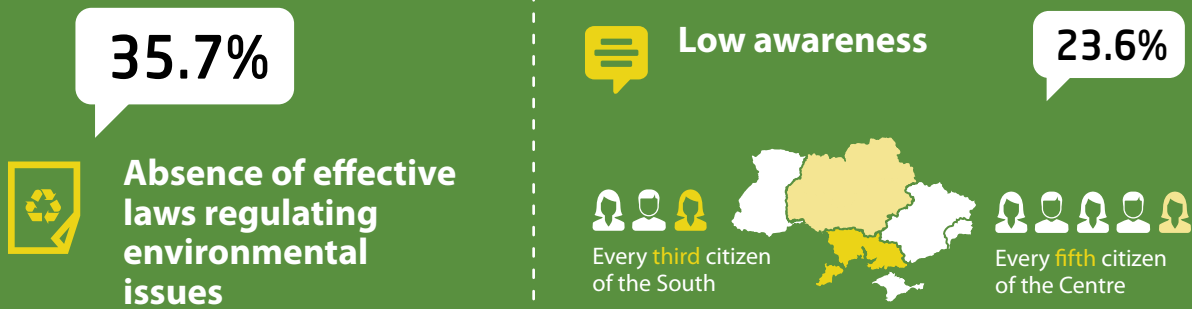 35.7%
Absence of effective
laws regulating
environmental
issues
Low awareness
23.6%
Every third citizen
of the South
Every fifth citizen
of the Centre